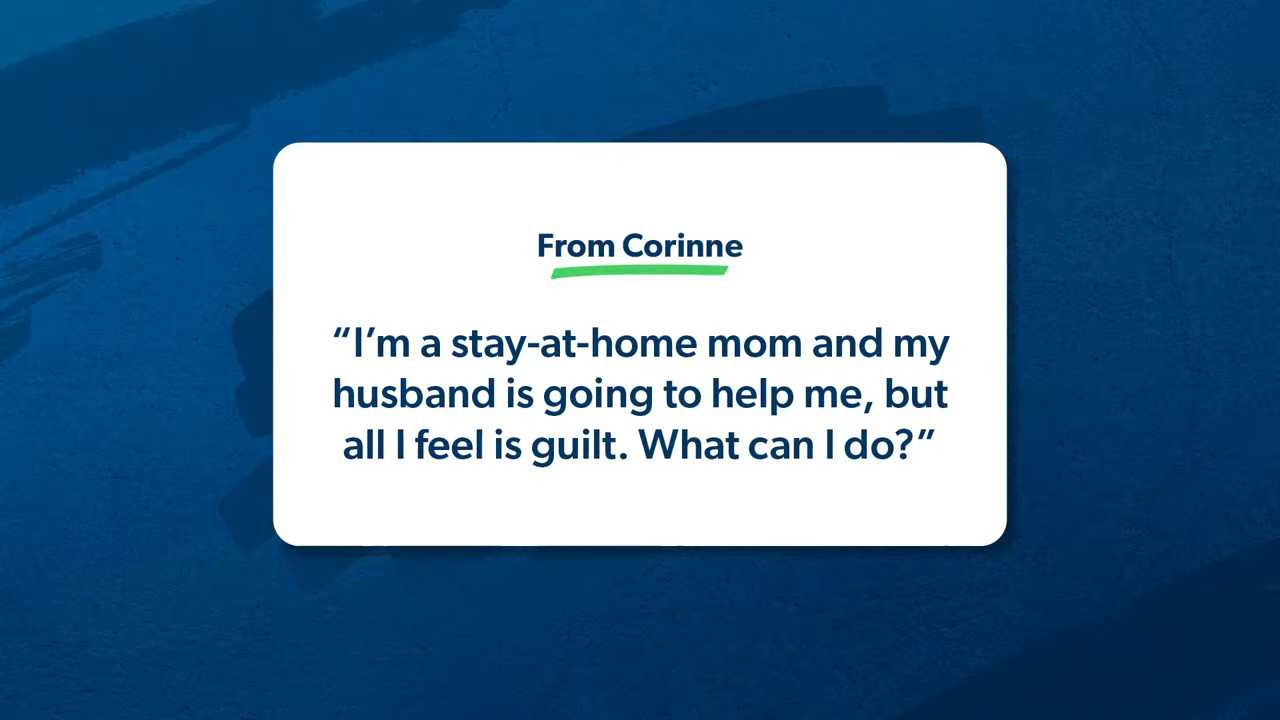 From Corinne
“I’m a stay-at-home mom and my
husband is going to help me, but
all I feel is guilt. What can I do?”